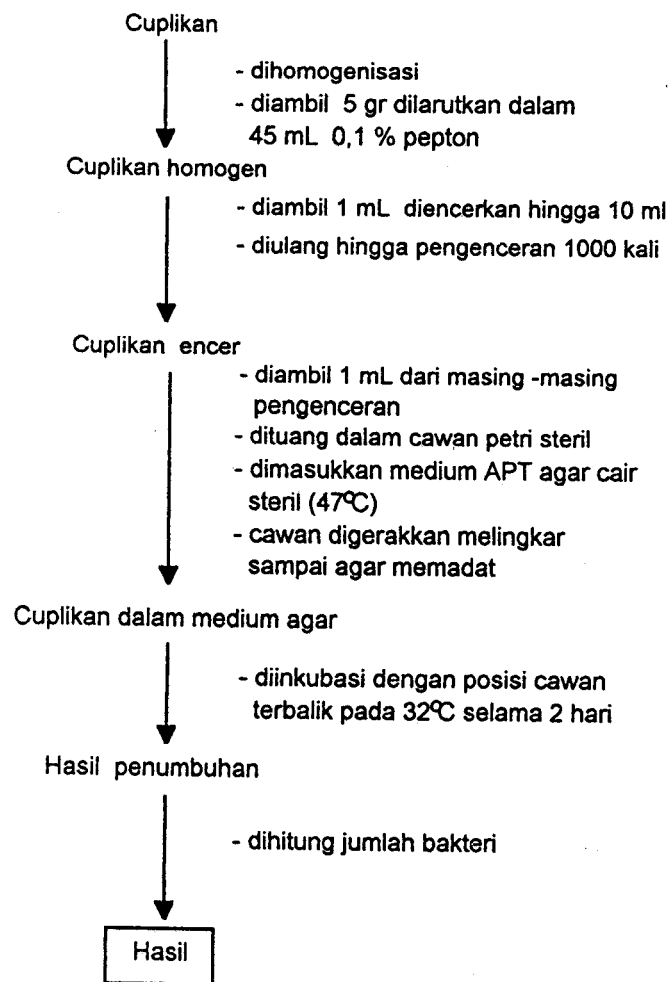 Cuplikan
- dihomogenisasi
- diambil 5 gr dilarutkan dalam
45 mL 0,1 % pepton
Cuplikan homogen
- diambil 1 mL diencerkan hingga 10 ml
- diulang hingga pengenceran 1000 kali
Cuplikan encer
- diambil 1 mL dari masing -masing
pengenceran
- dituang dalam cawan petri steril
- dimasukkan medium APT agar cair
steril (47°C)
- cawan digerakkan melingkar
sampai agar memadat
Cuplikan dalam medium agar
- diinkubasi dengan posisi cawan
terbalik pada 32°C selama 2 hari
Hasil penumbuhan
- dihitung jumlah bakteri
Hasil